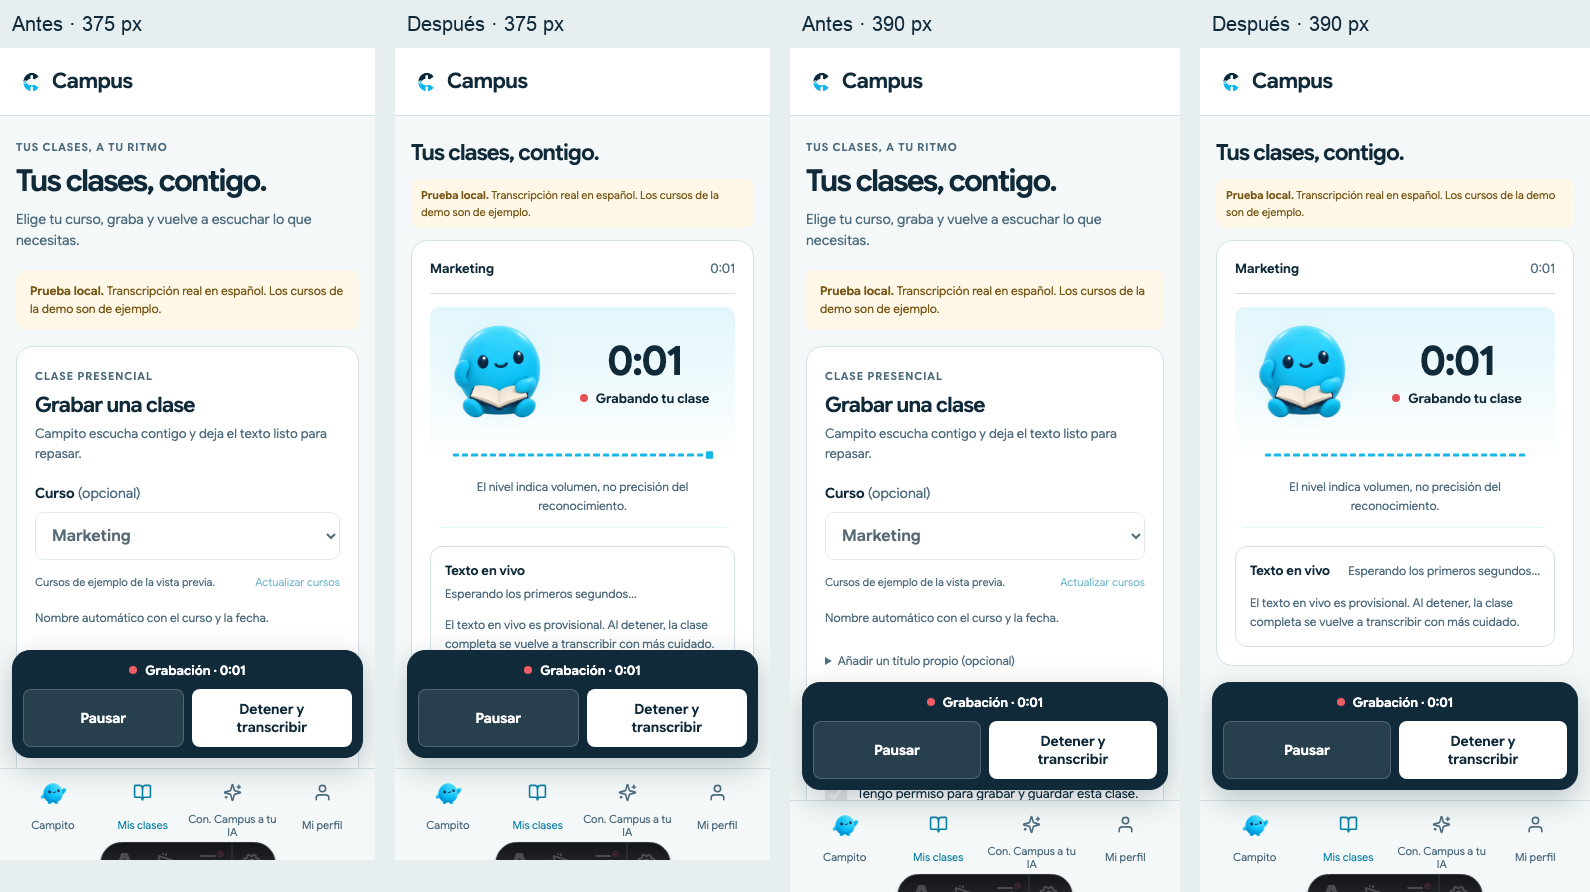 Antes · 375 px
Campus
TUS CLASES, A TU RITMO
Tus clases, contigo.
Elige tu curso, graba y vuelve a escuchar lo que
necesitas.
Prueba local. Transcripción real en español. Los cursos de
la demo son de ejemplo.
CLASE PRESENCIAL
Grabar una clase
Campito escucha contigo y deja el texto listo para
repasar.
Curso (opcional)
Marketing
Cursos de ejemplo de la vista previa. Actualizar cursos
Nombre automático con el curso y la fecha.
Grabación · 0:01
Pausar
Detener y
transcribir
Campito
Mis clases
Con. Campus a tu
IA
Mi perfil
Después · 375 px
Campus
Tus clases, contigo.
Prueba local. Transcripción real en español. Los cursos de la
demo son de ejemplo.
Marketing 0:01
0:01
Grabando tu clase
El nivel indica volumen, no precisión del
reconocimiento.
Texto en vivo
Esperando los primeros segundos...
El texto en vivo es provisional. Al detener, la clase
completa se vuelve a transcribir con más cuidado.
Grabación · 0:01
Pausar
Detener y
transcribir
Campito
Mis clases
Con. Campus a tu
IA
Mi perfil
Antes · 390 px
Campus
TUS CLASES, A TU RITMO
Tus clases, contigo.
Elige tu curso, graba y vuelve a escuchar lo que
necesitas.
Prueba local. Transcripción real en español. Los cursos de la
demo son de ejemplo.
CLASE PRESENCIAL
Grabar una clase
Campito escucha contigo y deja el texto listo para
repasar.
Curso (opcional)
Marketing
Cursos de ejemplo de la vista previa. Actualizar cursos
Nombre automático con el curso y la fecha.
Añadir un título propio (opcional)
Grabación · 0:01
Pausar
Detener y
transcribir
Tengo permiso para grabar y guardar esta clase.
Campito
Mis clases
Con. Campus a tu
IA
Mi perfil
Después · 390 px
Campus
Tus clases, contigo.
Prueba local. Transcripción real en español. Los cursos de la demo
son de ejemplo.
Marketing 0:01
0:01
Grabando tu clase
El nivel indica volumen, no precisión del
reconocimiento.
Texto en vivo Esperando los primeros segundos...
El texto en vivo es provisional. Al detener, la clase
completa se vuelve a transcribir con más cuidado.
Grabación · 0:01
Pausar
Detener y
transcribir
Campito
Mis clases
Con. Campus a tu
IA
Mi perfil